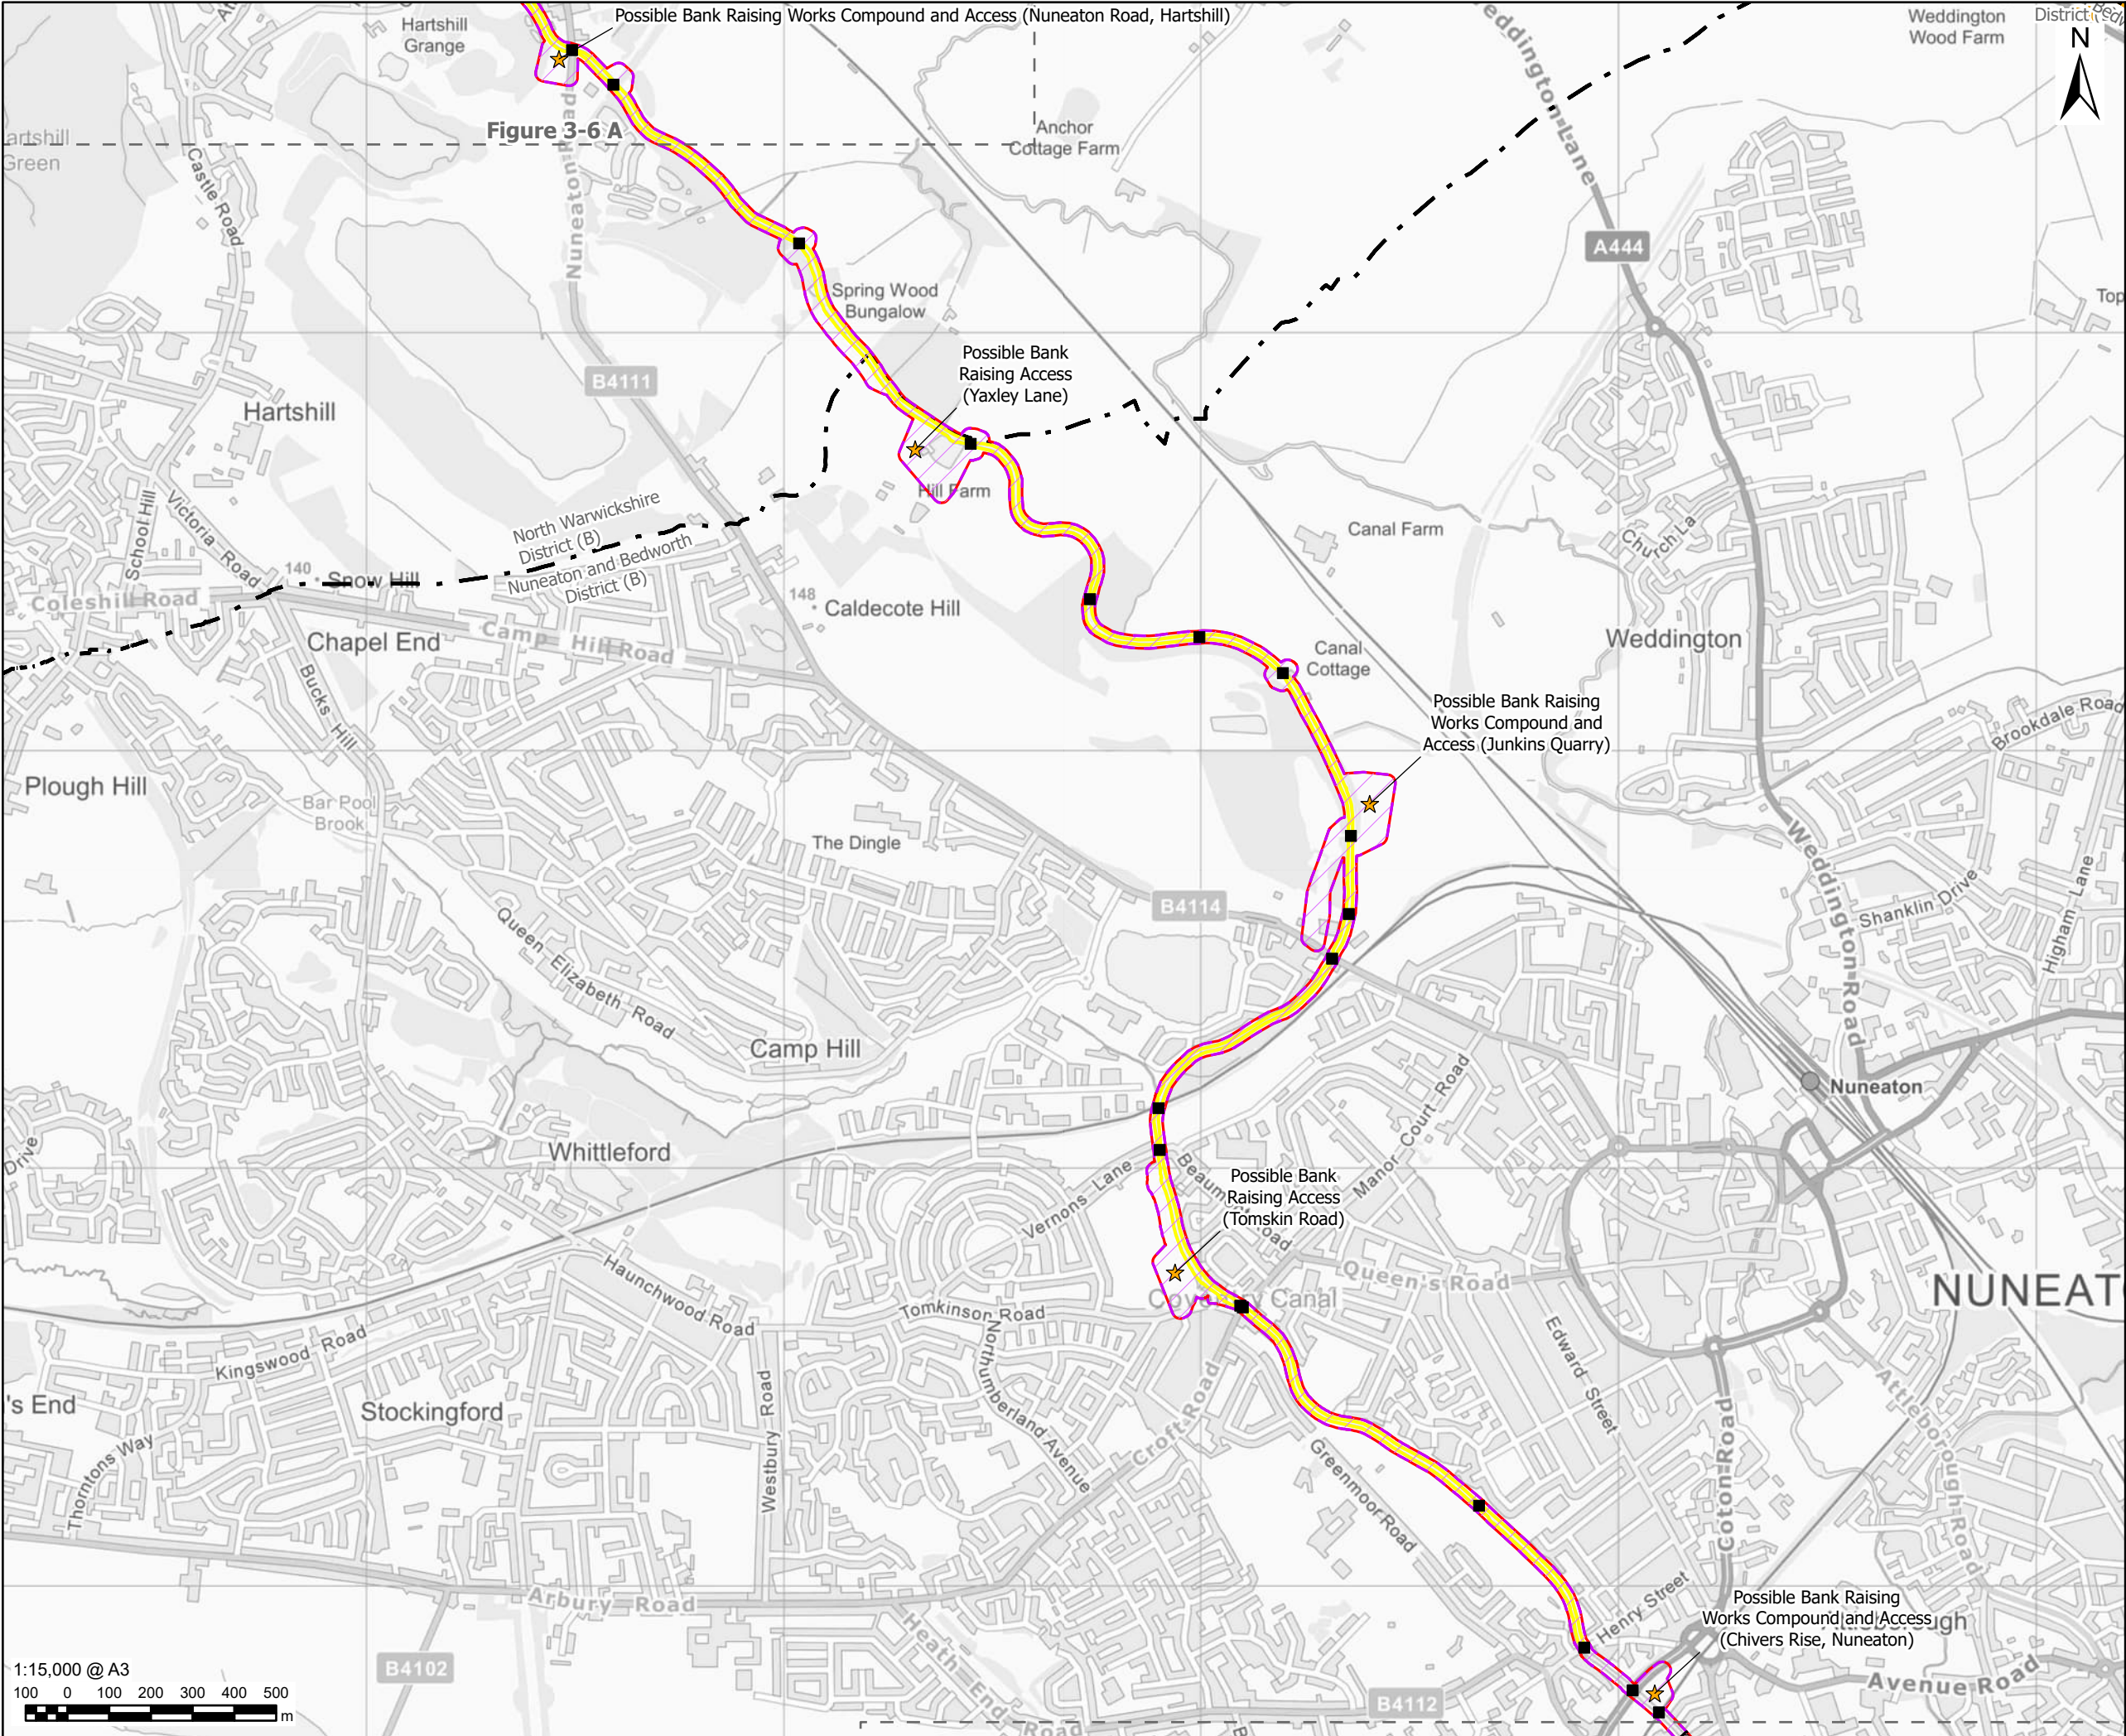 Possible Bank Raising Works Compound and Access (Nuneaton Road, Hartshill)
Hartshill
Grange
Weddington
Wood Farm
District (B)
N
Weddington Lane
Figure 3-6 A
Anchor
Cottage Farm
artshill
Green
Castle Road
Nuneaton Road
A444
Spring Wood
Bungalow
Top
Possible Bank
Raising Access
(Yaxley Lane)
B4111
Hartshill
Hill Farm
North Warwickshire
District (B)
Nuneaton and Bedworth
District (B)
School Hill
Victoria Road
Canal Farm
Church La
140
Snow Hill
Coleshill Road
148
Caldecote Hill
Chapel End
Camp Hill Road
Weddington
Canal
Cottage
Bucks Hill
Possible Bank Raising
Works Compound and
Access (Junkins Quarry)
Brookdale Road
Plough Hill
Bar Pool
Brook
The Dingle
Weddington Road
Shanklin Drive
Higham Lane
B4114
Queen Elizabeth Road
Camp Hill
Manor Court Road
Nuneaton
Drive
Whittleford
Vernons Lane
Beaumont Road
Possible Bank
Raising Access
(Tomskin Road)
Haunchwood Road
Queen's Road
Coventry Canal
NUNEAT
Tomkinson Road
Kingswood Road
Northumberland Avenue
Edward Street
Attleborough Road
's End
Stockingford
Westbury Road
Croft Road
Coton Road
Thorntons Way
Greenmoor Road
Arbury Road
Henry Street
Possible Bank Raising
Works Compound and Access
(Chivers Rise, Nuneaton)
Attleborough
Heath End Road
B4102
B4112
Avenue Road
1:15,000 @ A3
100 0 100 200 300 400 500
m